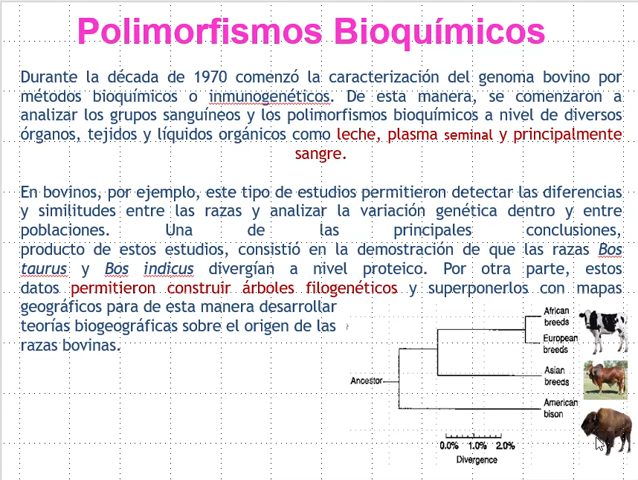 Polimorfismos Bioquímicos
Durante la década de 1970 comenzó la caracterización del genoma bovino por
métodos bioquímicos o inmunogenéticos. De esta manera, se comenzaron a
analizar los grupos sanguíneos y los polimorfismos bioquímicos a nivel de diversos
órganos, tejidos y líquidos orgánicos como leche, plasma seminal y principalmente
sangre.
En bovinos, por ejemplo, este tipo de estudios permitieron detectar las diferencias
y similitudes entre las razas y analizar la variación genética dentro y entre
poblaciones. Una de las principales conclusiones,
producto de estos estudios, consistió en la demostración de que las razas Bos
taurus y Bos indicus divergían a nivel proteico. Por otra parte, estos
datos permitieron construir árboles filogenéticos y superponerlos con mapas
geográficos para de esta manera desarrollar
teorías biogeográficas sobre el origen de las
razas bovinas.
African
breeds
European
breeds
Asian
breeds
Ancestor
American
bison
0.0% 1.0% 2.0%
Divergence